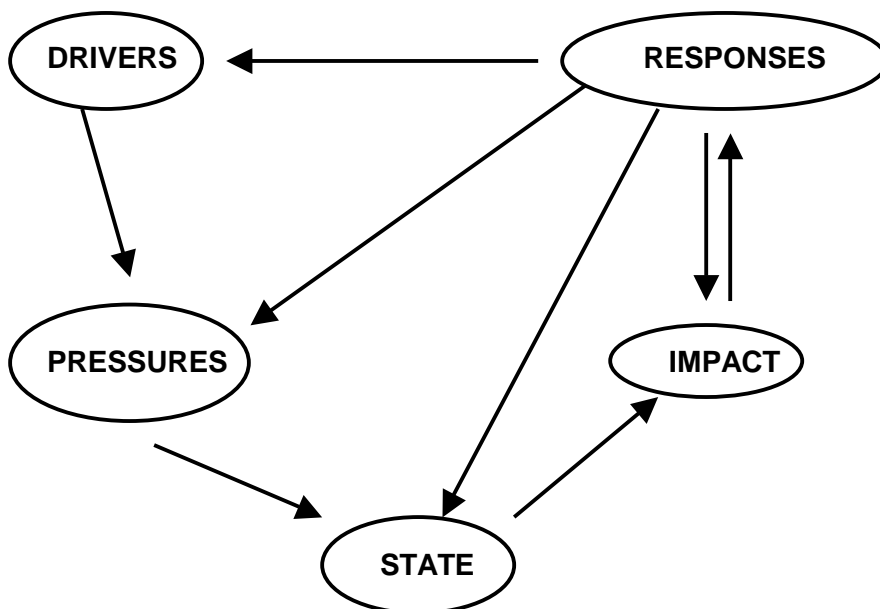 DRIVERS
RESPONSES
PRESSURES
IMPACT
STATE